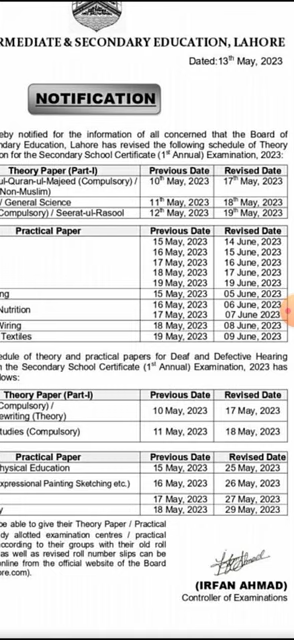 RMEDIATE & SECONDARY EDUCATION, LAHORE
Dated:13th May, 2023
NOTIFICATION
eby notified for the information of all concerned that the Board of
ndary Education, Lahore has revised the following schedule of Theory
on for the Secondary School Certificate (1st Annual) Examination, 2023:
Theory Paper (Part-I) Previous Date Revised Date
ul-Quran-ul-Majeed (Compulsory) / 10th May, 2023 17th May, 2023
Non-Muslim)
/ General Science 11th May, 2023 18th May, 2023
Compulsory) / Seerat-ul-Rasool 12th May, 2023 19th May, 2023
Practical Paper Previous Date Revised Date
15 May, 2023 14 June, 2023
16 May, 2023 15 June, 2023
17 May, 2023 16 June, 2023
18 May, 2023 17 June, 2023
19 May, 2023 19 June, 2023
ng 15 May, 2023 05 June, 2023
Nutrition 16 May, 2023 06 June, 2023
17 May, 2023 07 June 2023
Wiring 18 May, 2023 08 June, 2023
Textiles 19 May, 2023 09 June, 2023
edule of theory and practical papers for Deaf and Defective Hearing
n the Secondary School Certificate (1st Annual) Examination, 2023 has
llows:
Theory Paper (Part-I) Previous Date Revised Date
Compulsory) / 10 May, 2023 17 May, 2023
ewriting (Theory)
tudies (Compulsory) 11 May, 2023 18 May, 2023
Practical Paper Previous Date Revised Date
hysical Education 15 May, 2023 25 May, 2023
xpressional Painting Sketching etc.) 16 May, 2023 26 May, 2023
17 May, 2023 27 May, 2023
y 18 May, 2023 29 May, 2023
be able to give their Theory Paper / Practical
dy allotted examination centres / practical
according to their groups with their old roll
as well as revised roll number slips can be
nline from the official website of the Board
ore.com).
(IRFAN AHMAD)
Controller of Examinations